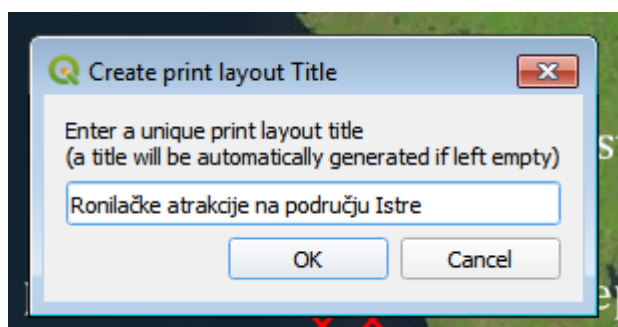 Create print layout Title
Enter a unique print layout title
(a title will be automatically generated if left empty)
Ronilačke atrakcije na području Istre
OK
Cancel